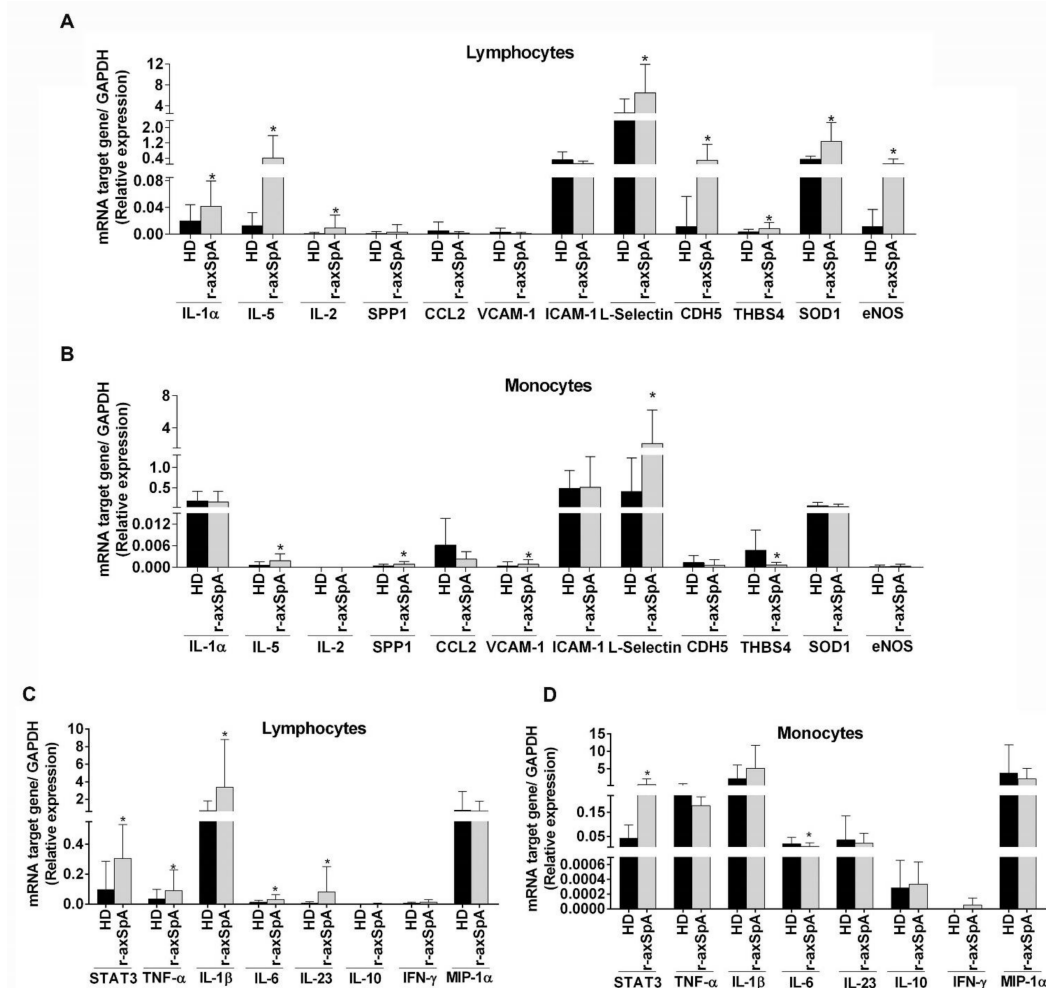 A
Lymphocytes
mRNA target gene/ GAPDH
(Relative expression)
12
8
4
2.0
1.2
0.4
0.08
0.04
0.00
* * * * * * * *
HD r-axSpA HD r-axSpA HD r-axSpA HD r-axSpA HD r-axSpA HD r-axSpA HD r-axSpA HD r-axSpA HD r-axSpA HD r-axSpA HD r-axSpA HD r-axSpA
IL-1α IL-5 IL-2 SPP1 CCL2 VCAM-1 ICAM-1 L-Selectin CDH5 THBS4 SOD1 eNOS
B
Monocytes
mRNA target gene/ GAPDH
(Relative expression)
8
4
1.0
0.5
0.012
0.006
0.000
* * * * *
HD r-axSpA HD r-axSpA HD r-axSpA HD r-axSpA HD r-axSpA HD r-axSpA HD r-axSpA HD r-axSpA HD r-axSpA HD r-axSpA HD r-axSpA HD r-axSpA
IL-1α IL-5 IL-2 SPP1 CCL2 VCAM-1 ICAM-1 L-Selectin CDH5 THBS4 SOD1 eNOS
C
Lymphocytes
mRNA target gene/ GAPDH
(Relative expression)
10
8
6
4
2
0.4
0.2
0.0
* * * * *
HD r-axSpA HD r-axSpA HD r-axSpA HD r-axSpA HD r-axSpA HD r-axSpA HD r-axSpA HD r-axSpA
STAT3 TNF-α IL-1β IL-6 IL-23 IL-10 IFN-γ MIP-1α
D
Monocytes
mRNA target gene/ GAPDH
(Relative expression)
15
10
5
0.15
0.05
0.0006
0.0004
0.0002
0.0000
* *
HD r-axSpA HD r-axSpA HD r-axSpA HD r-axSpA HD r-axSpA HD r-axSpA HD r-axSpA HD r-axSpA
STAT3 TNF-α IL-1β IL-6 IL-23 IL-10 IFN-γ MIP-1α